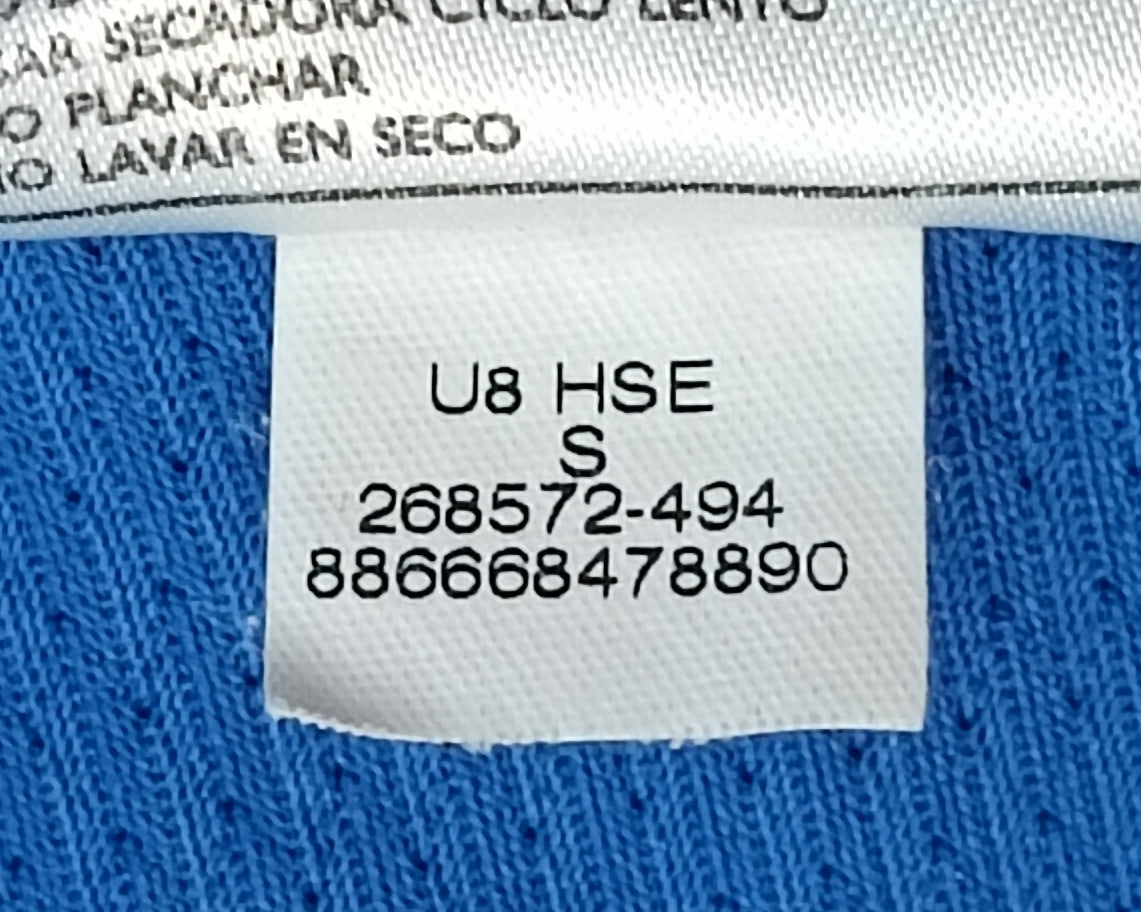 SECADORA CICLO LENTO
PLANCHAR
LAVAR EN SECO
U8 HSE
S
268572-494
886668478890